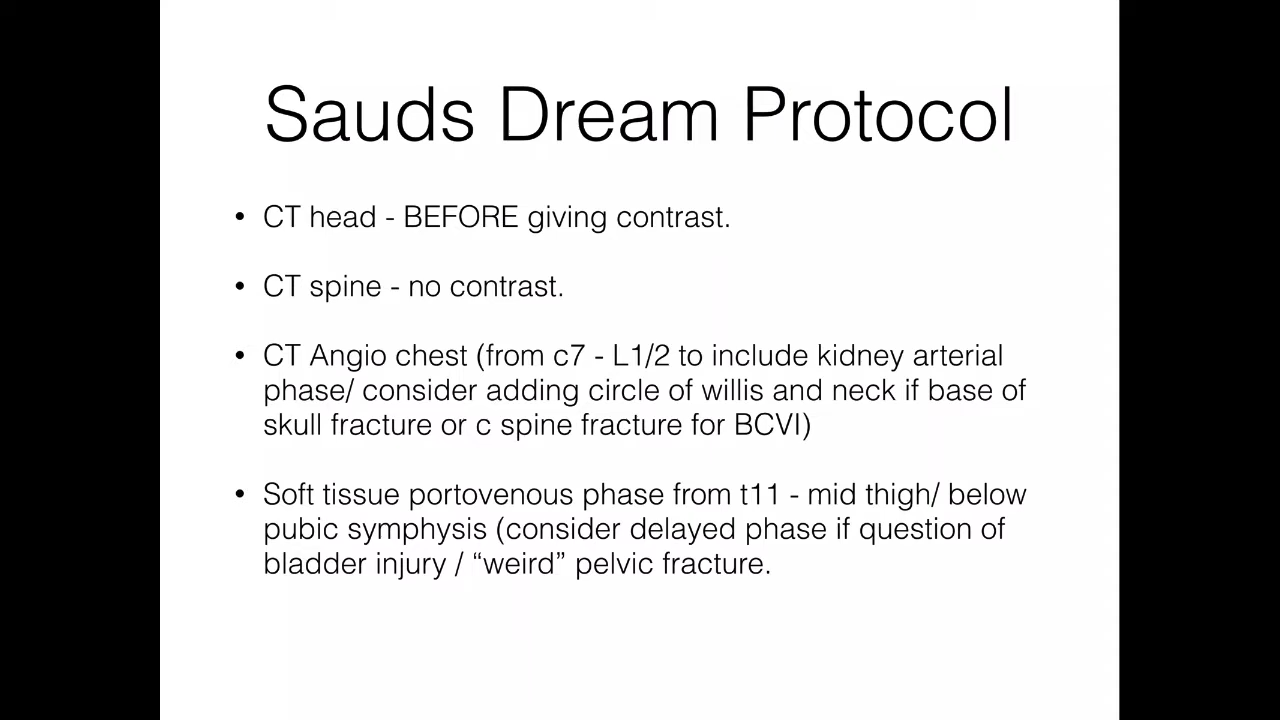 Sauds Dream Protocol
• CT head - BEFORE giving contrast.
• CT spine - no contrast.
• CT Angio chest (from c7 - L1/2 to include kidney arterial
phase/ consider adding circle of willis and neck if base of
skull fracture or c spine fracture for BCVI)
• Soft tissue portovenous phase from t11 - mid thigh/ below
pubic symphysis (consider delayed phase if question of
bladder injury / “weird” pelvic fracture.